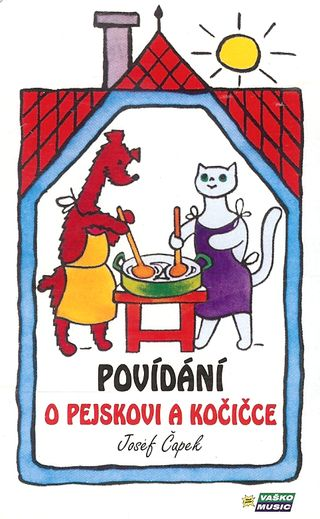 POVÍDÁNÍ
O PEJSKOVI A KOČIČCE
Josef Čapek
VAŠKO
MUSIC